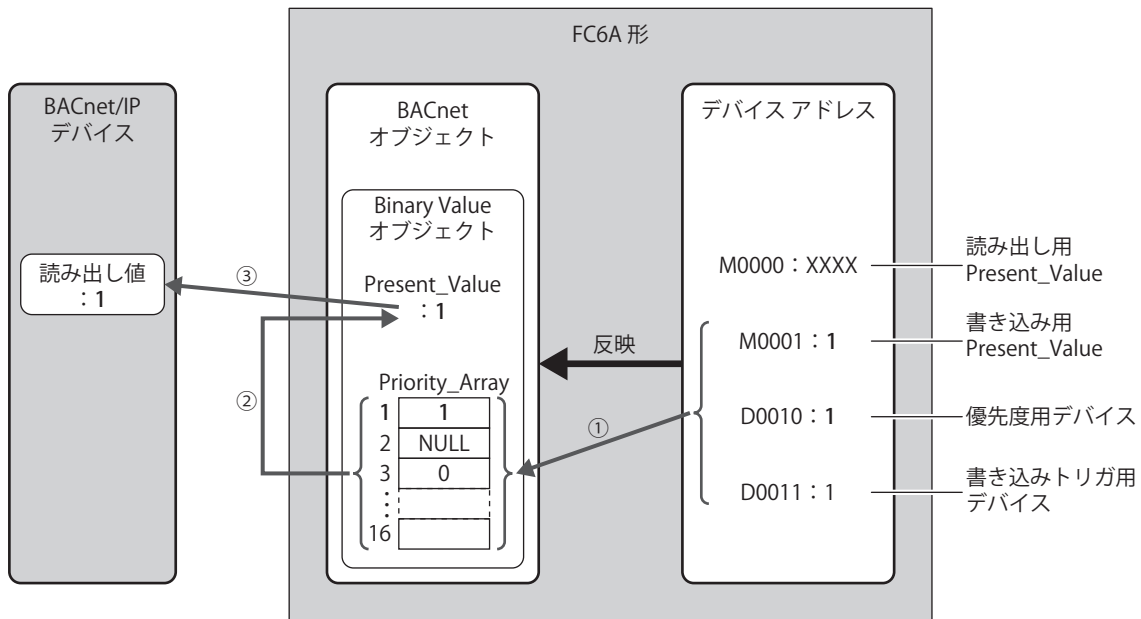 FC6A 形
BACnet/IP
デバイス
読み出し値
：1
③
②
BACnet
オブジェクト
Binary Value
オブジェクト
Present_Value
：1
Priority_Array
1 1
2 NULL
3 0
16
反映
①
デバイス アドレス
M0000：XXXX
M0001：1
D0010：1
D0011：1
読み出し用
Present_Value
書き込み用
Present_Value
優先度用デバイス
書き込みトリガ用
デバイス